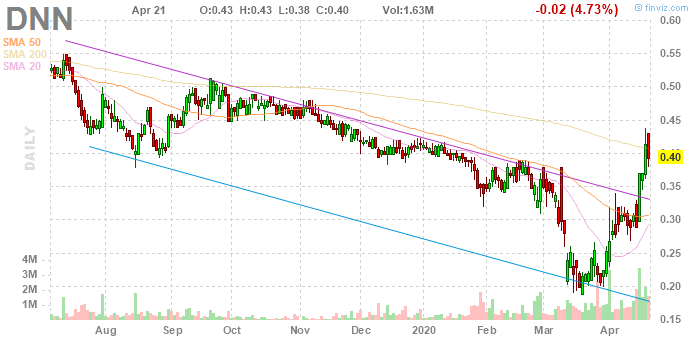 DNN Apr 21 O:0.43 H:0.43 L:0.38 C:0.40 Vol:1.63M -0.02 (4.73%) © finviz.com
SMA 50
SMA 200
SMA 20
DAILY
0.60
0.55
0.50
0.45
0.40
0.40
0.35
0.30
0.25
0.20
0.15
4M
3M
2M
1M
Aug Sep Oct Nov Dec 2020 Feb Mar Apr